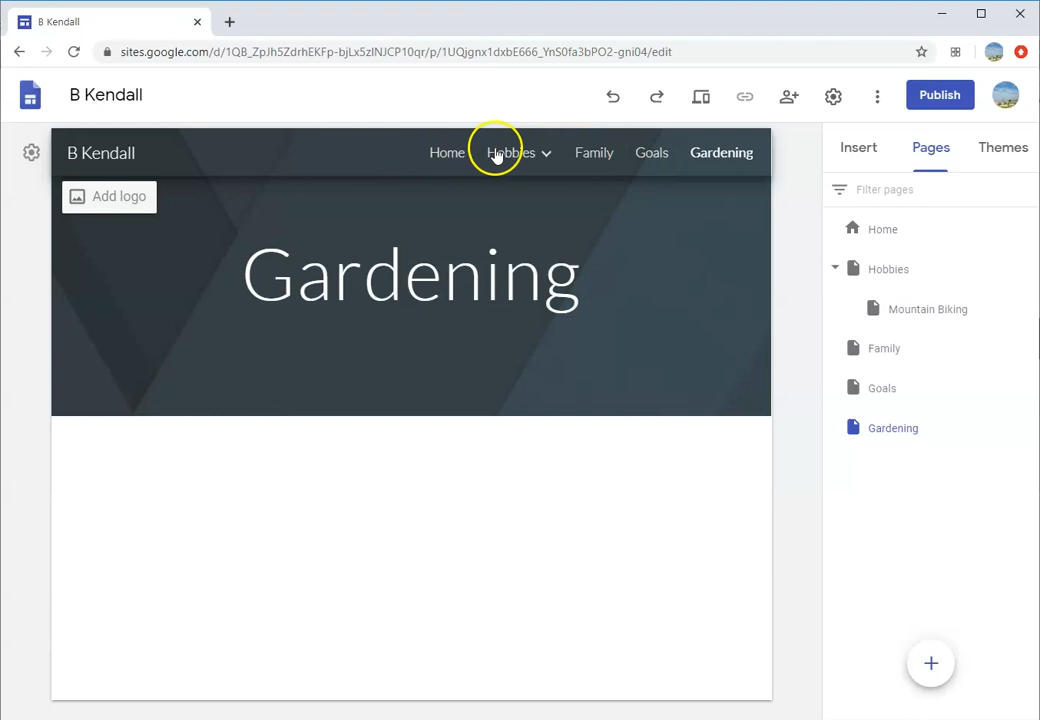 B Kendall
sites.google.com/d/1QB_ZpJh5ZdrhEKFp-bjLx5zINJCP10qr/p/1UQjgnx1dxbE666_YnS0fa3bPO2-gni04/edit
B Kendall
Publish
B Kendall
Home
Hobbies
Family
Goals
Gardening
Add logo
Gardening
Insert
Pages
Themes
Filter pages
Home
Hobbies
Mountain Biking
Family
Goals
Gardening